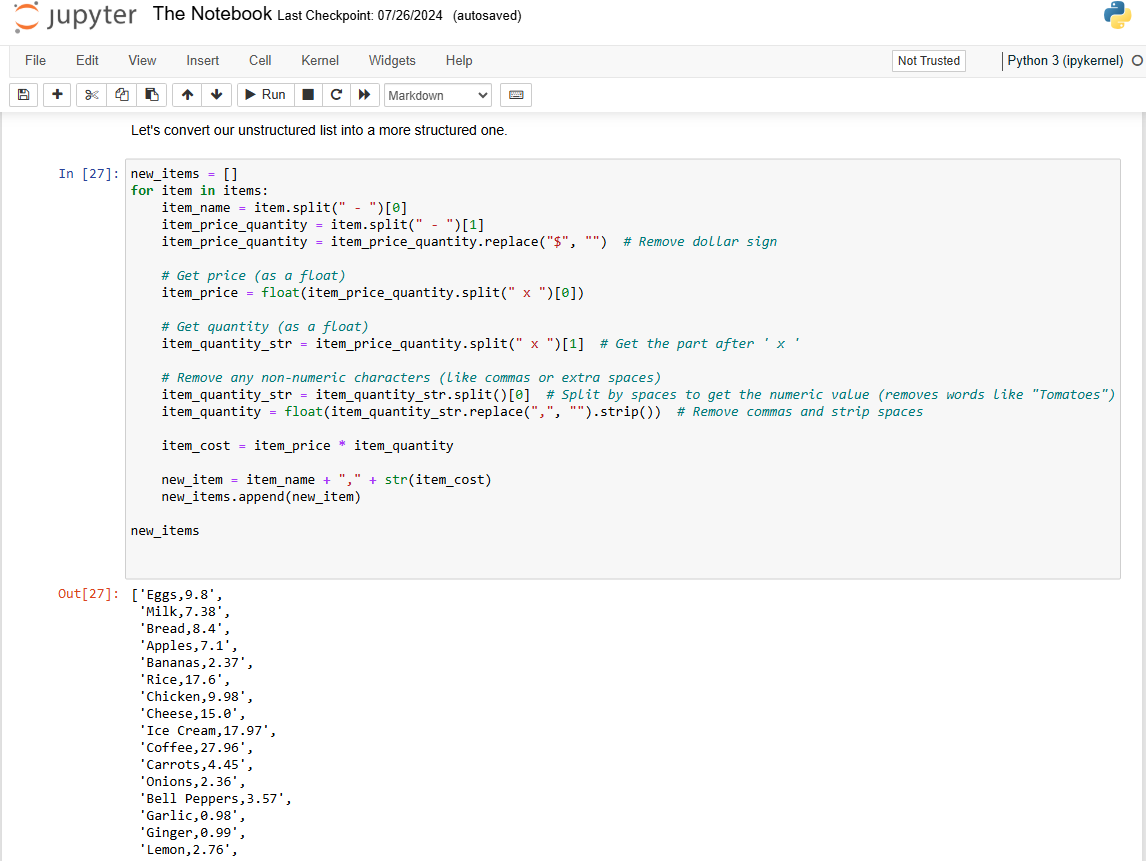 jupyter The Notebook Last Checkpoint: 07/26/2024 (autosaved)
File Edit View Insert Cell Kernel Widgets Help Not Trusted Python 3 (ipykernel)
Run Markdown
Let's convert our unstructured list into a more structured one.
In [27]: new_items = []
for item in items:
    item_name = item.split(" - ")[0]
    item_price_quantity = item.split(" - ")[1]
    item_price_quantity = item_price_quantity.replace("$", "")  # Remove dollar sign
    # Get price (as a float)
    item_price = float(item_price_quantity.split(" x ")[0])
    # Get quantity (as a float)
    item_quantity_str = item_price_quantity.split(" x ")[1]  # Get the part after ' x '
    # Remove any non-numeric characters (like commas or extra spaces)
    item_quantity_str = item_quantity_str.split()[0]  # Split by spaces to get the numeric value (removes words like "Tomatoes")
    item_quantity = float(item_quantity_str.replace(",", "").strip())  # Remove commas and strip spaces
    item_cost = item_price * item_quantity
    new_item = item_name + "," + str(item_cost)
    new_items.append(new_item)
new_items
Out[27]: ['Eggs,9.8',
'Milk,7.38',
'Bread,8.4',
'Apples,7.1',
'Bananas,2.37',
'Rice,17.6',
'Chicken,9.98',
'Cheese,15.0',
'Ice Cream,17.97',
'Coffee,27.96',
'Carrots,4.45',
'Onions,2.36',
'Bell Peppers,3.57',
'Garlic,0.98',
'Ginger,0.99',
'Lemon,2.76',